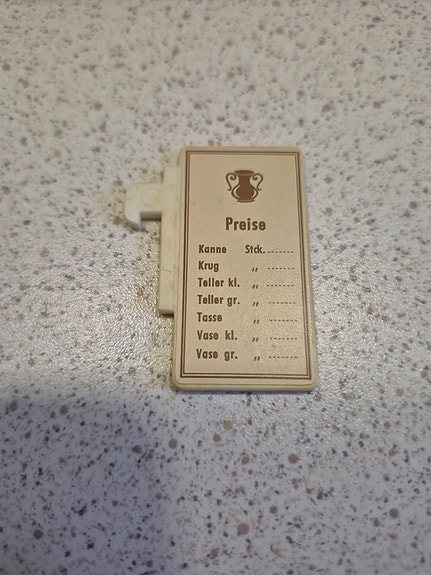 Preise
Kanne Stck. .......
Krug „ .......
Teller kl. „ .......
Teller gr. „ .......
Tasse „ .......
Vase kl. „ .......
Vase gr. „ .......